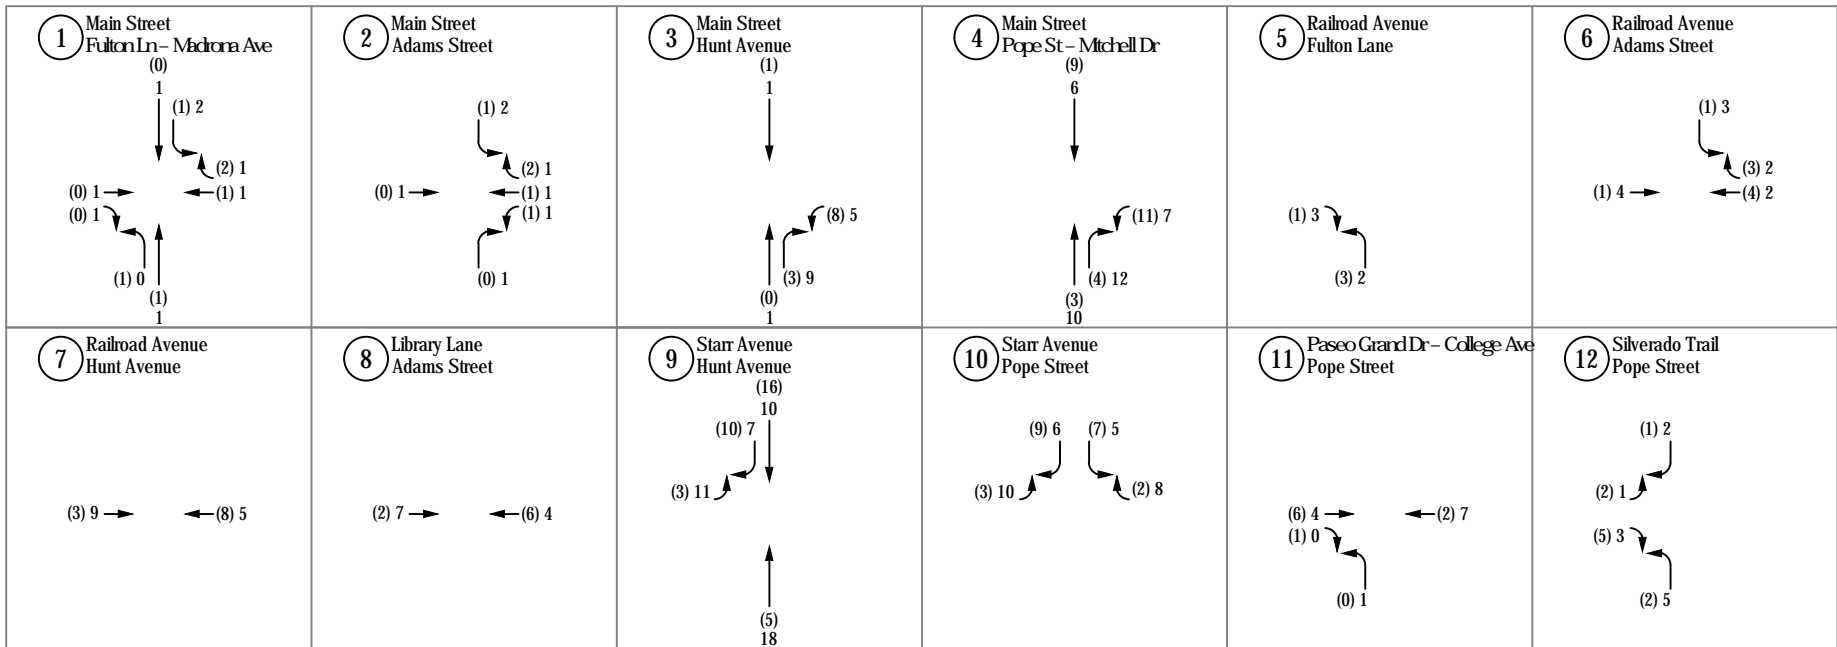 1
Main Street
Fulton Ln – Madrona Ave
(0)
1
(1) 2
(2) 1
(0) 1
(1) 1
(0) 1
(1) 0
(1)
1
2
Main Street
Adams Street
(1) 2
(2) 1
(0) 1
(1) 1
(1) 1
(0) 1
3
Main Street
Hunt Avenue
(1)
1
(8) 5
(3) 9
(0)
1
4
Main Street
Pope St – Mitchell Dr
(9)
6
(11) 7
(4) 12
(3)
10
5
Railroad Avenue
Fulton Lane
(1) 3
(3) 2
6
Railroad Avenue
Adams Street
(1) 3
(3) 2
(1) 4
(4) 2
7
Railroad Avenue
Hunt Avenue
(3) 9
(8) 5
8
Library Lane
Adams Street
(2) 7
(6) 4
9
Starr Avenue
Hunt Avenue
(16)
10
(10) 7
(3) 11
(5)
18
10
Starr Avenue
Pope Street
(9) 6
(7) 5
(3) 10
(2) 8
11
Paseo Grand Dr – College Ave
Pope Street
(6) 4
(2) 7
(1) 0
(0) 1
12
Silverado Trail
Pope Street
(1) 2
(2) 1
(5) 3
(2) 5